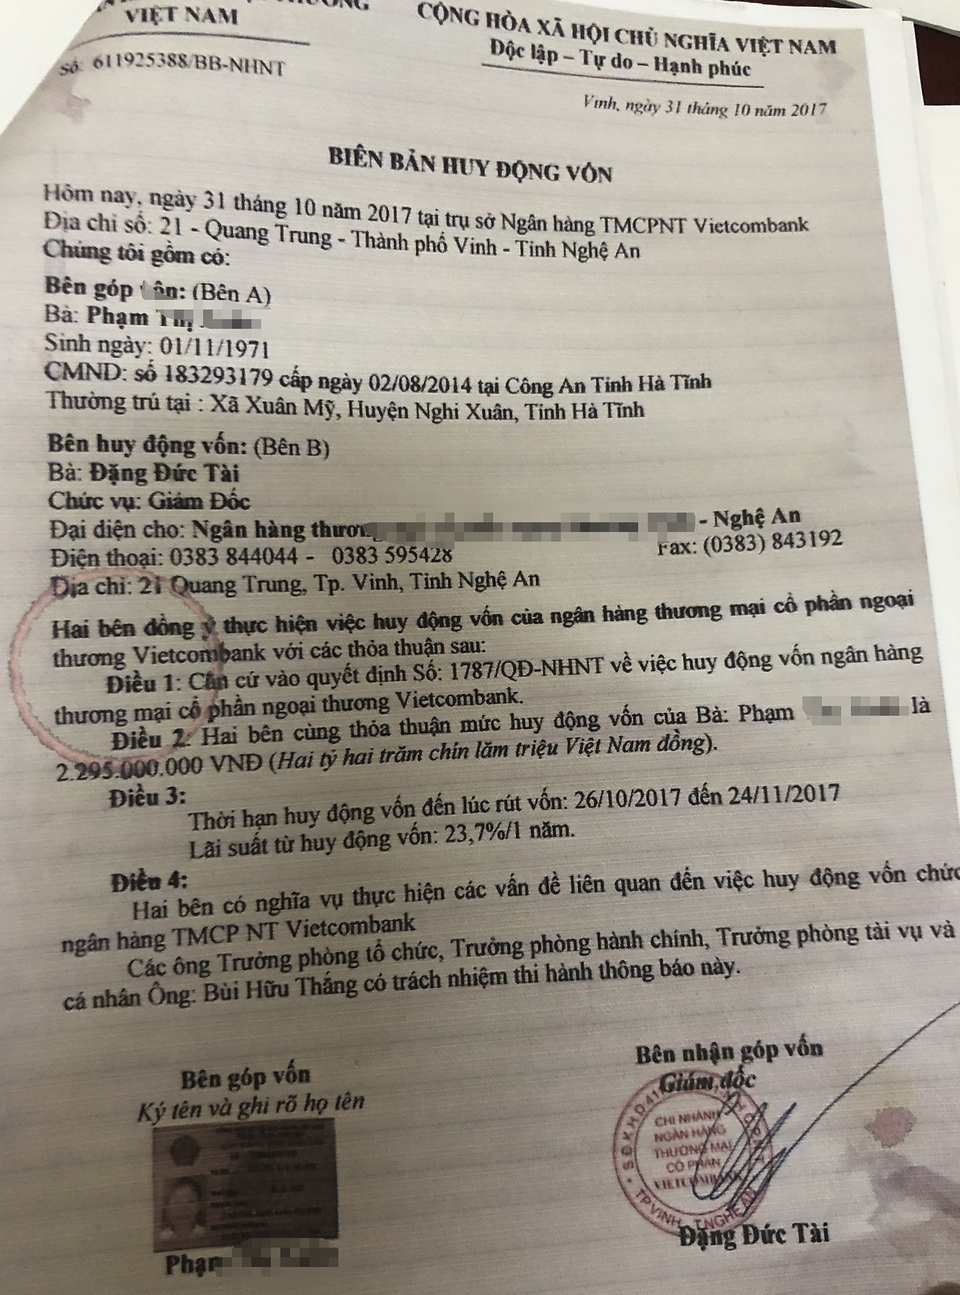 VIỆT NAM
CỘNG HÒA XÃ HỘI CHỦ NGHĨA VIỆT NAM
Độc lập – Tự do – Hạnh phúc
Số: 611925388/BB-NHNT
Vinh, ngày 31 tháng 10 năm 2017
BIÊN BẢN HUY ĐỘNG VỐN
Hôm nay, ngày 31 tháng 10 năm 2017 tại trụ sở Ngân hàng TMCPNT Vietcombank
Địa chỉ số: 21 - Quang Trung - Thành phố Vinh - Tỉnh Nghệ An
Chúng tôi gồm có:
Bên góp (Bên A)
Bà: Phạm Thị
Sinh ngày: 01/11/1971
CMND: số 183293179 cấp ngày 02/08/2014 tại Công An Tỉnh Hà Tĩnh
Thường trú tại : Xã Xuân Mỹ, Huyện Nghi Xuân, Tỉnh Hà Tĩnh
Bên huy động vốn: (Bên B)
Bà: Đặng Đức Tài
Chức vụ: Giám Đốc
Đại diện cho: Ngân hàng thương - Nghệ An
Điện thoại: 0383 844044 - 0383 595428 Fax: (0383) 843192
Địa chỉ: 21 Quang Trung, Tp. Vinh, Tỉnh Nghệ An
Hai bên đồng ý thực hiện việc huy động vốn của ngân hàng thương mại cổ phần ngoại
thương Vietcombank với các thỏa thuận sau:
Điều 1: Căn cứ vào quyết định Số: 1787/QĐ-NHNT về việc huy động vốn ngân hàng
thương mại cổ phần ngoại thương Vietcombank.
Điều 2: Hai bên cùng thỏa thuận mức huy động vốn của Bà: Phạm là
2.295.000.000 VNĐ (Hai tỷ hai trăm chín lăm triệu Việt Nam đồng).
Điều 3:
Thời hạn huy động vốn đến lúc rút vốn: 26/10/2017 đến 24/11/2017
Lãi suất từ huy động vốn: 23,7%/1 năm.
Điều 4:
Hai bên có nghĩa vụ thực hiện các vấn đề liên quan đến việc huy động vốn chức
ngân hàng TMCP NT Vietcombank
Các ông Trưởng phòng tổ chức, Trưởng phòng hành chính, Trưởng phòng tài vụ và
cá nhân Ông: Bùi Hữu Thắng có trách nhiệm thi hành thông báo này.
Bên góp vốn
Ký tên và ghi rõ họ tên
Phạm
Bên nhận góp vốn
Giám đốc
CHI NHÁNH
NGÂN HÀNG
THƯƠNG MẠI
CỔ PHẦN
VIETCOMBANK
TP.VINH T.NGHỆ AN
Đặng Đức Tài